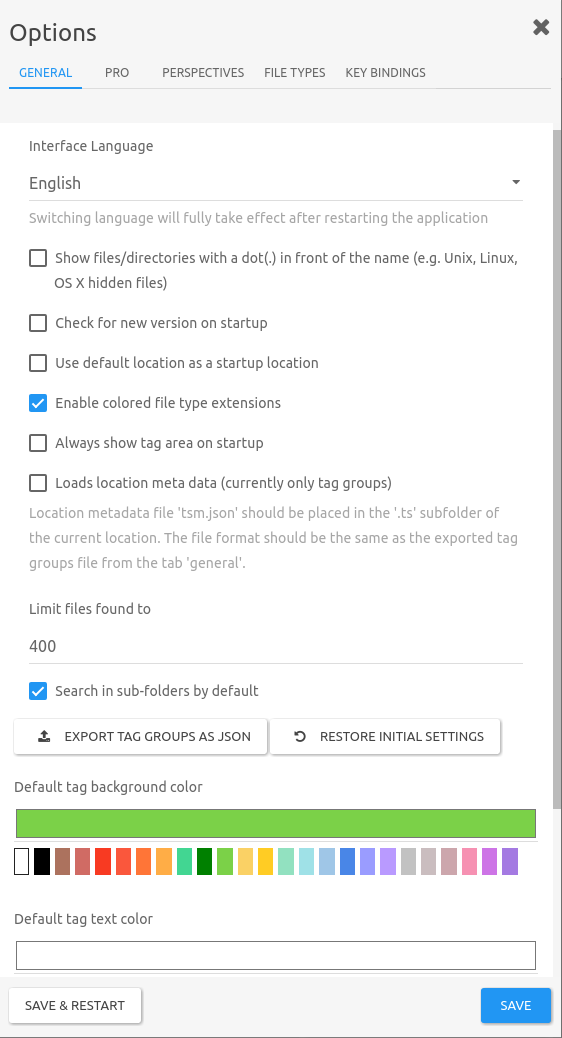 Options
GENERAL PRO PERSPECTIVES FILE TYPES KEY BINDINGS
Interface Language
English
Switching language will fully take effect after restarting the application
Show files/directories with a dot(.) in front of the name (e.g. Unix, Linux,
OS X hidden files)
Check for new version on startup
Use default location as a startup location
Enable colored file type extensions
Always show tag area on startup
Loads location meta data (currently only tag groups)
Location metadata file 'tsm.json' should be placed in the '.ts' subfolder of
the current location. The file format should be the same as the exported tag
groups file from the tab 'general'.
Limit files found to
400
Search in sub-folders by default
EXPORT TAG GROUPS AS JSON RESTORE INITIAL SETTINGS
Default tag background color
Default tag text color
SAVE & RESTART SAVE